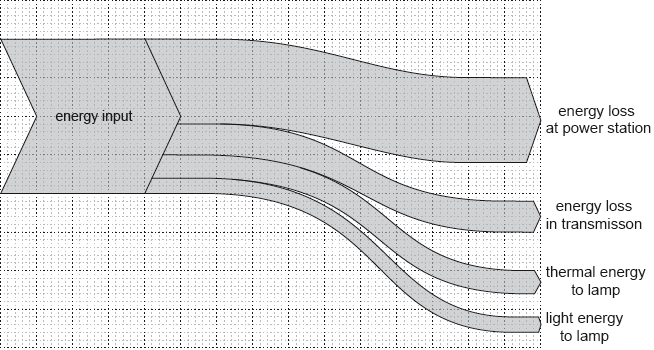 energy input
energy loss
at power station
energy loss
in transmisson
thermal energy
to lamp
light energy
to lamp